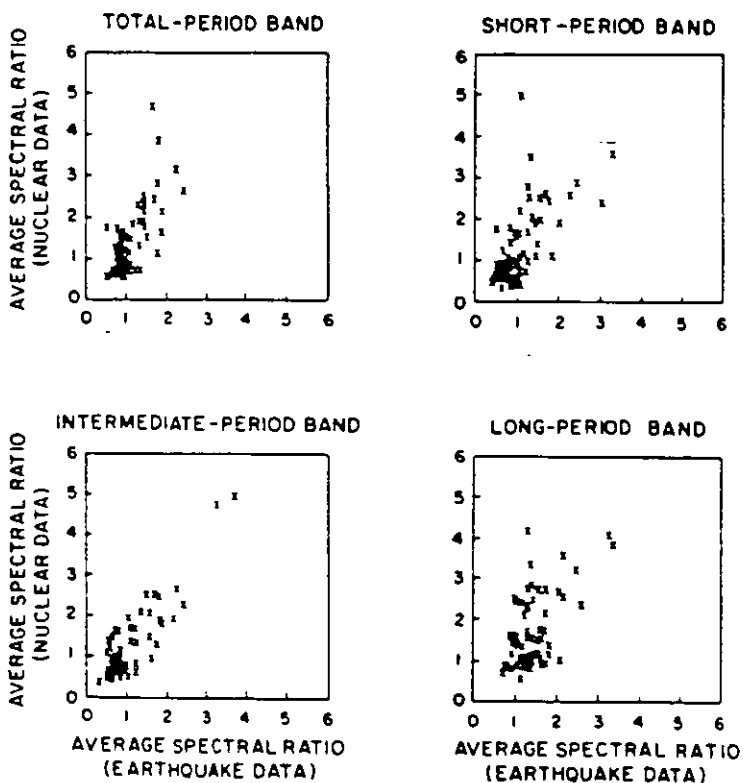 TOTAL-PERIOD BAND
AVERAGE SPECTRAL RATIO
(NUCLEAR DATA)
6
5
4
3
2
1
0
0 1 2 3 4 5 6
SHORT-PERIOD BAND
6
5
4
3
2
1
0
0 1 2 3 4 5 6
INTERMEDIATE-PERIOD BAND
AVERAGE SPECTRAL RATIO
(NUCLEAR DATA)
6
5
4
3
2
1
0
0 1 2 3 4 5 6
AVERAGE SPECTRAL RATIO
(EARTHQUAKE DATA)
LONG-PERIOD BAND
6
5
4
3
2
1
0
0 1 2 3 4 5 6
AVERAGE SPECTRAL RATIO
(EARTHQUAKE DATA)